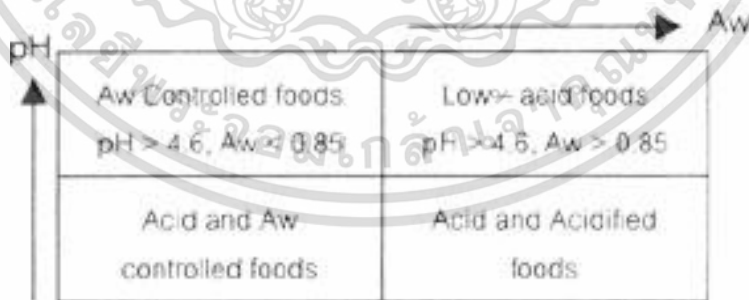 Aw
pH
Aw Controlled foods
pH > 4.6, Aw < 0.85
Low - acid foods
pH > 4.6, Aw > 0.85
Acid and Aw
controlled foods
Acid and Acidified
foods